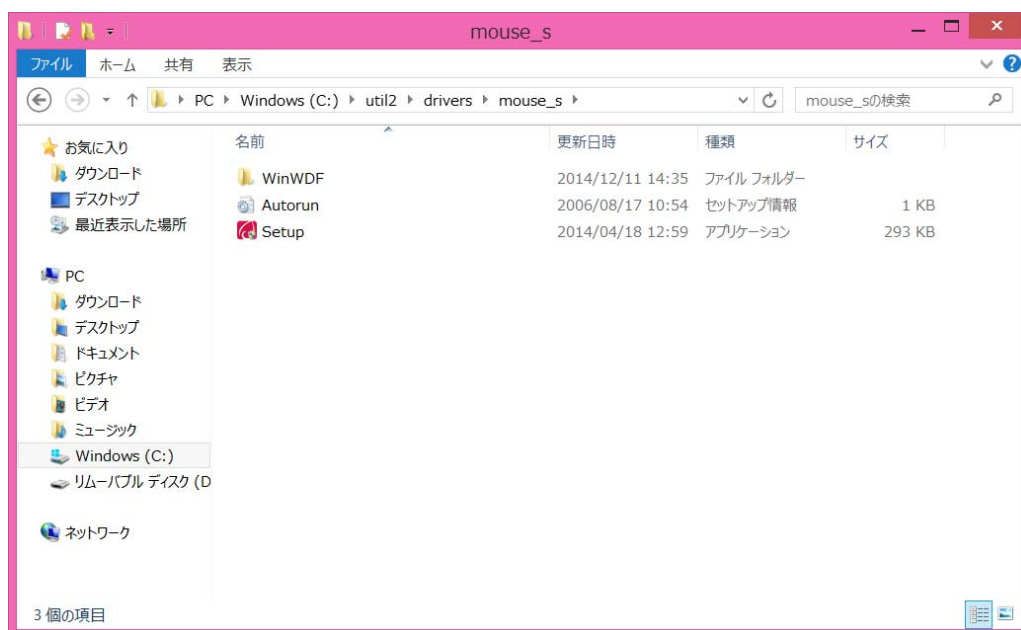 mouse_s
ファイル ホーム 共有 表示
PC Windows (C:) util2 drivers mouse_s mouse_sの検索
名前 更新日時 種類 サイズ
お気に入り
ダウンロード
デスクトップ
最近表示した場所
PC
ダウンロード
デスクトップ
ドキュメント
ピクチャ
ビデオ
ミュージック
Windows (C:)
リムーバブル ディスク (D
ネットワーク
WinWDF 2014/12/11 14:35 ファイル フォルダー
Autorun 2006/08/17 10:54 セットアップ情報 1 KB
Setup 2014/04/18 12:59 アプリケーション 293 KB
3 個の項目